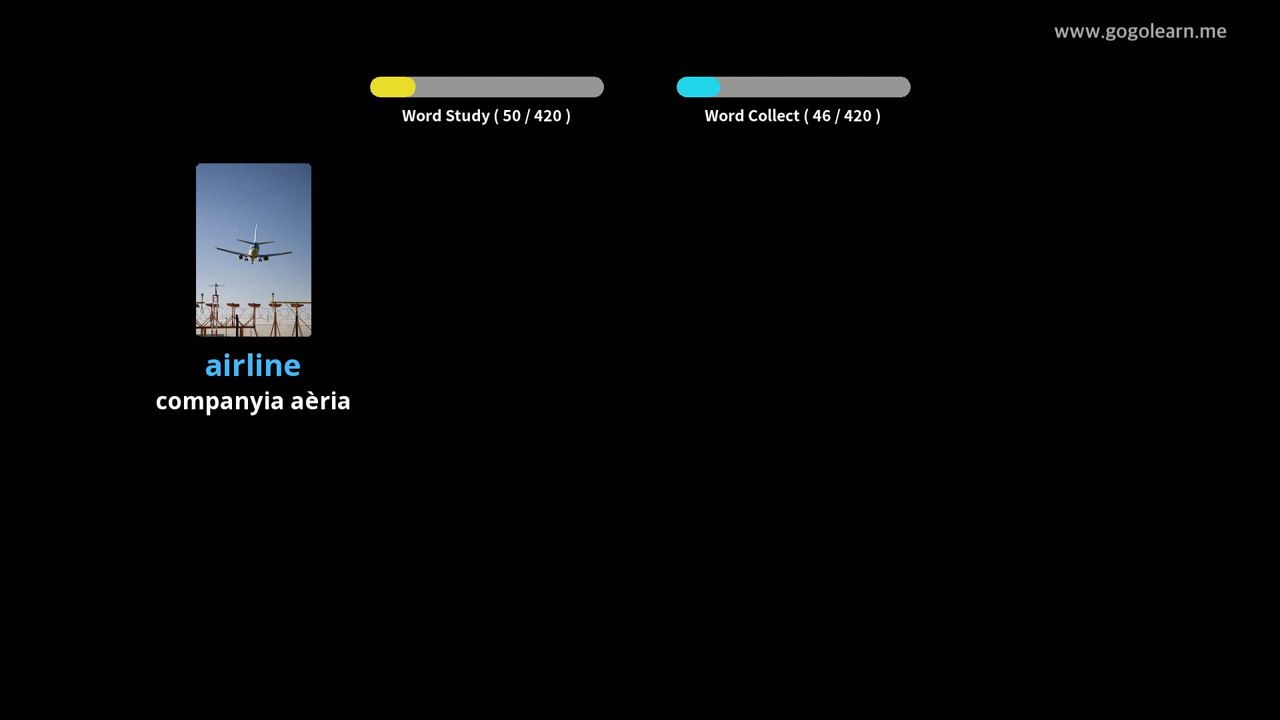 www.gogolearn.me
Word Study ( 50 / 420 )
Word Collect ( 46 / 420 )
airline
companyia aèria